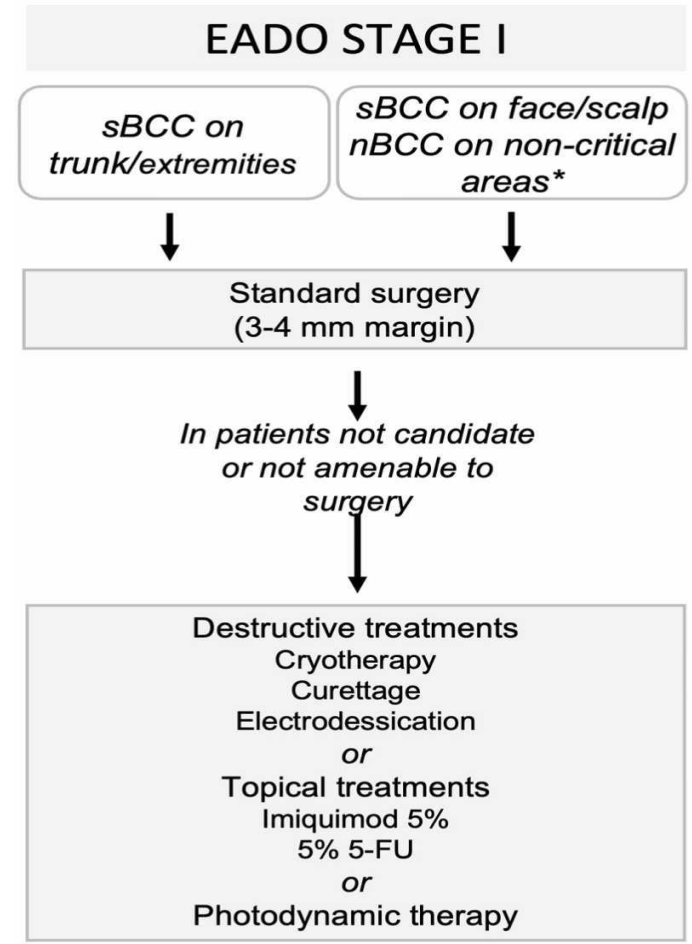 EADO STAGE I
sBCC on
trunk/extremities
sBCC on face/scalp
nBCC on non-critical
areas*
Standard surgery
(3-4 mm margin)
In patients not candidate
or not amenable to
surgery
Destructive treatments
Cryotherapy
Curettage
Electrodessication
or
Topical treatments
Imiquimod 5%
5% 5-FU
or
Photodynamic therapy